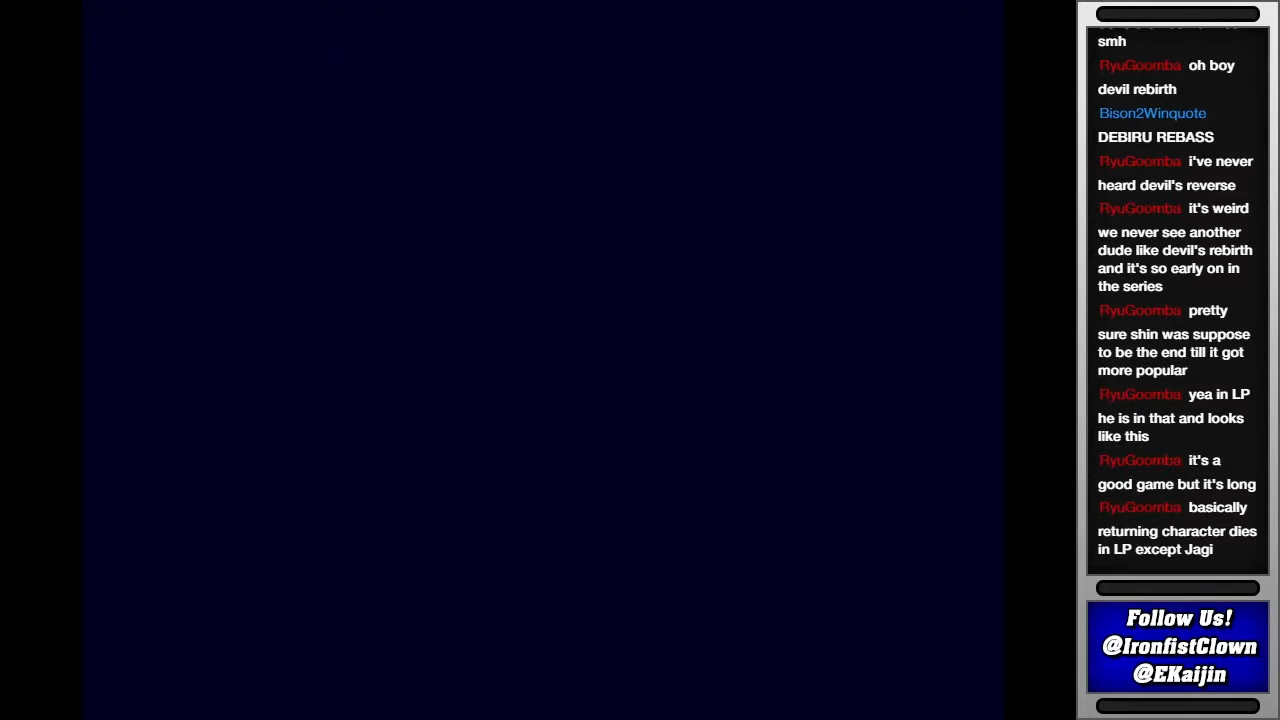 smh
RyuGoomba oh boy
devil rebirth
Bison2Winquote
DEBIRU REBASS
RyuGoomba i've never
heard devil's reverse
RyuGoomba it's weird
we never see another
dude like devil's rebirth
and it's so early on in
the series
RyuGoomba pretty
sure shin was suppose
to be the end till it got
more popular
RyuGoomba yea in LP
he is in that and looks
like this
RyuGoomba it's a
good game but it's long
RyuGoomba basically
returning character dies
in LP except Jagi
Follow Us!
@IronfistClown
@EKaijin